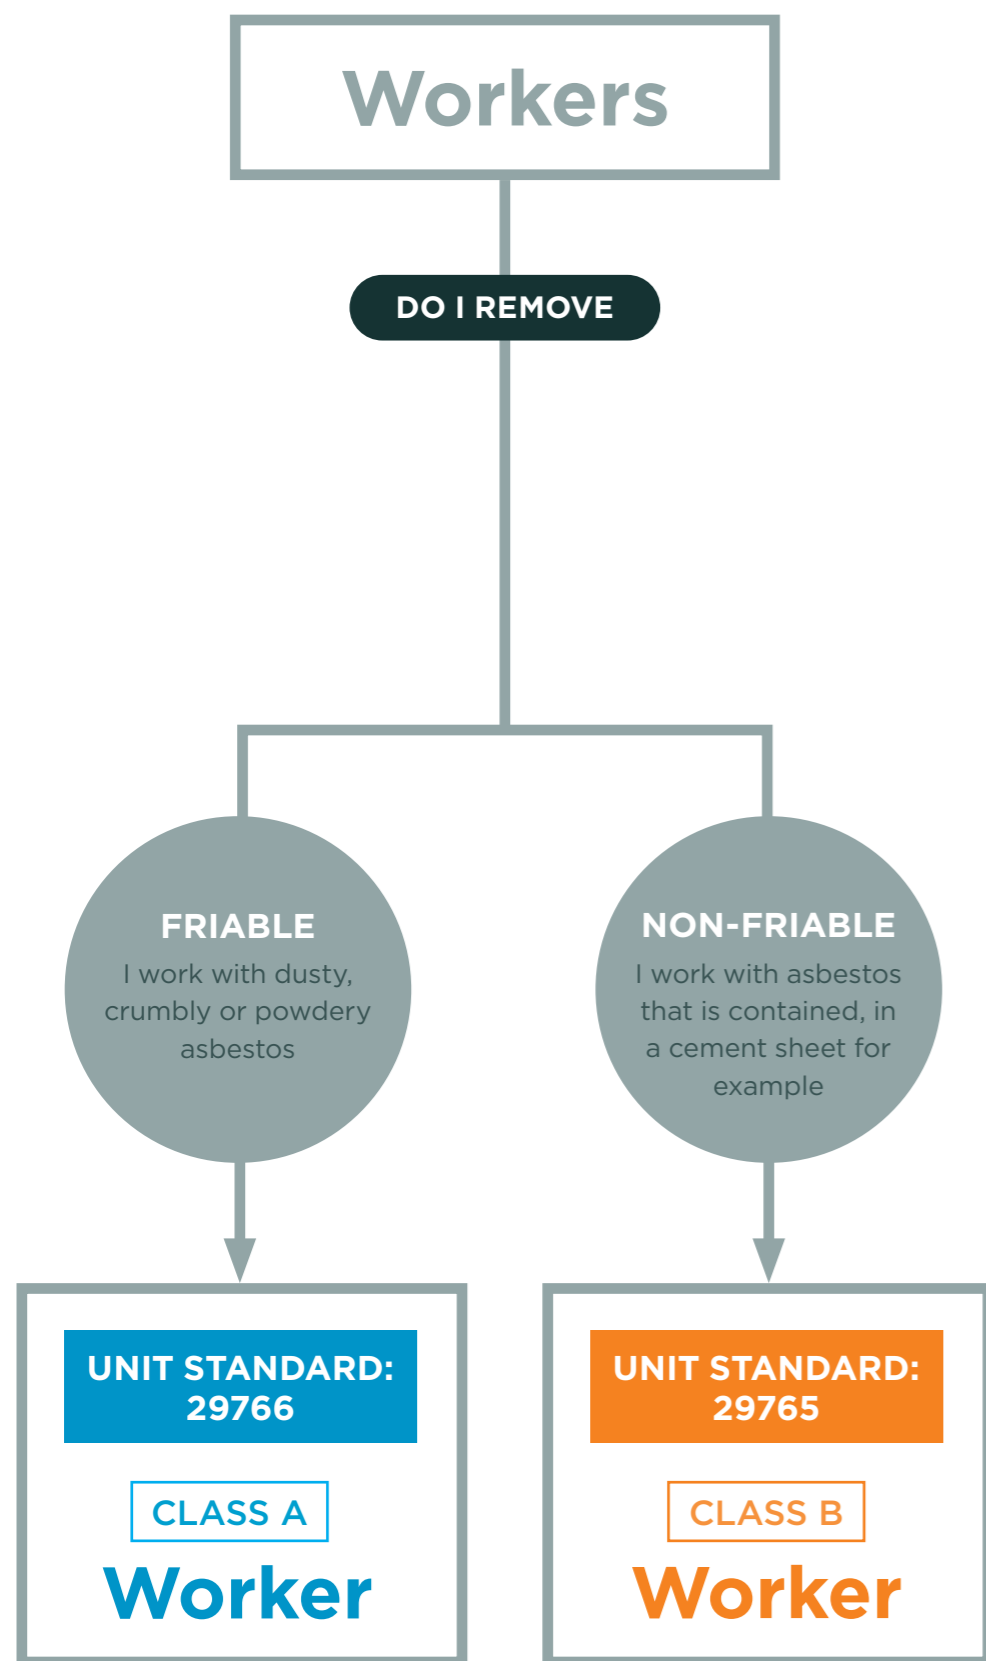 Workers
DO I REMOVE
FRIABLE
I work with dusty,
crumbly or powdery
asbestos
NON-FRIABLE
I work with asbestos
that is contained, in
a cement sheet for
example
UNIT STANDARD:
29766
CLASS A
Worker
UNIT STANDARD:
29765
CLASS B
Worker